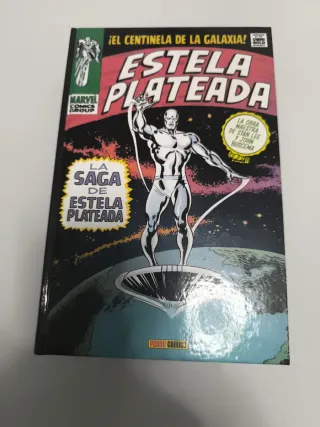 ¡EL CENTINELA DE LA GALAXIA!
MARVEL
COMICS
GROUP
ESTELA
PLATEADA
LA OBRA
MAESTRA
DE STAN LEE
Y JOHN
BUSCEMA
LA
SAGA
DE
ESTELA
PLATEADA
PANINI COMICS